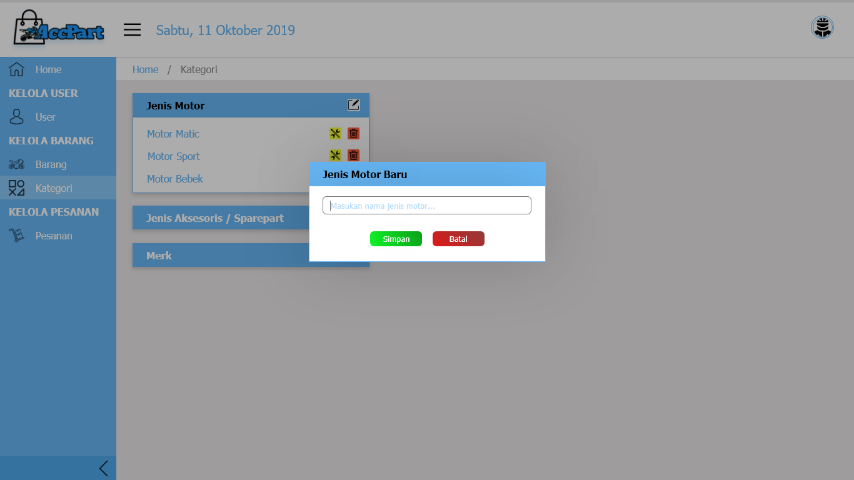 AccPart
Sabtu, 11 Oktober 2019
Home
KELOLA USER
User
KELOLA BARANG
Barang
Kategori
KELOLA PESANAN
Pesanan
Home / Kategori
Jenis Motor
Motor Matic
Motor Sport
Motor Bebek
Jenis Aksesoris / Sparepart
Merk
Jenis Motor Baru
Masukan nama jenis motor...
Simpan
Batal